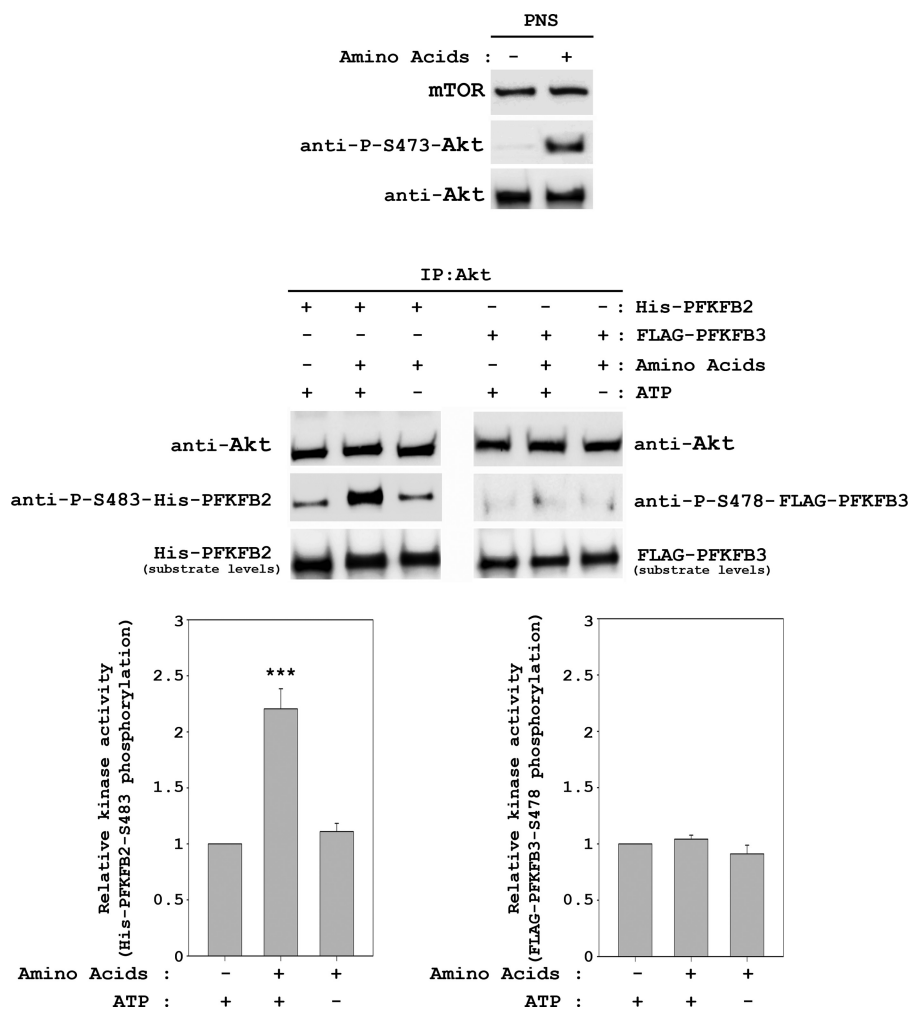 PNS
Amino Acids : - +
mTOR
anti-P-S473-Akt
anti-Akt
IP:Akt
+ + + - - - : His-PFKFB2
- - - + + + : FLAG-PFKFB3
- + + - + + : Amino Acids
+ + - + + - : ATP
anti-Akt anti-Akt
anti-P-S483-His-PFKFB2 anti-P-S478-FLAG-PFKFB3
His-PFKFB2 FLAG-PFKFB3
(substrate levels) (substrate levels)
Relative kinase activity
(His-PFKFB2-S483 phosphorylation)
3
2.5
2
1.5
1
0.5
0
***
Amino Acids : - + +
ATP : + + -
Relative kinase activity
(FLAG-PFKFB3-S478 phosphorylation)
3
2.5
2
1.5
1
0.5
0
Amino Acids : - + +
ATP : + + -